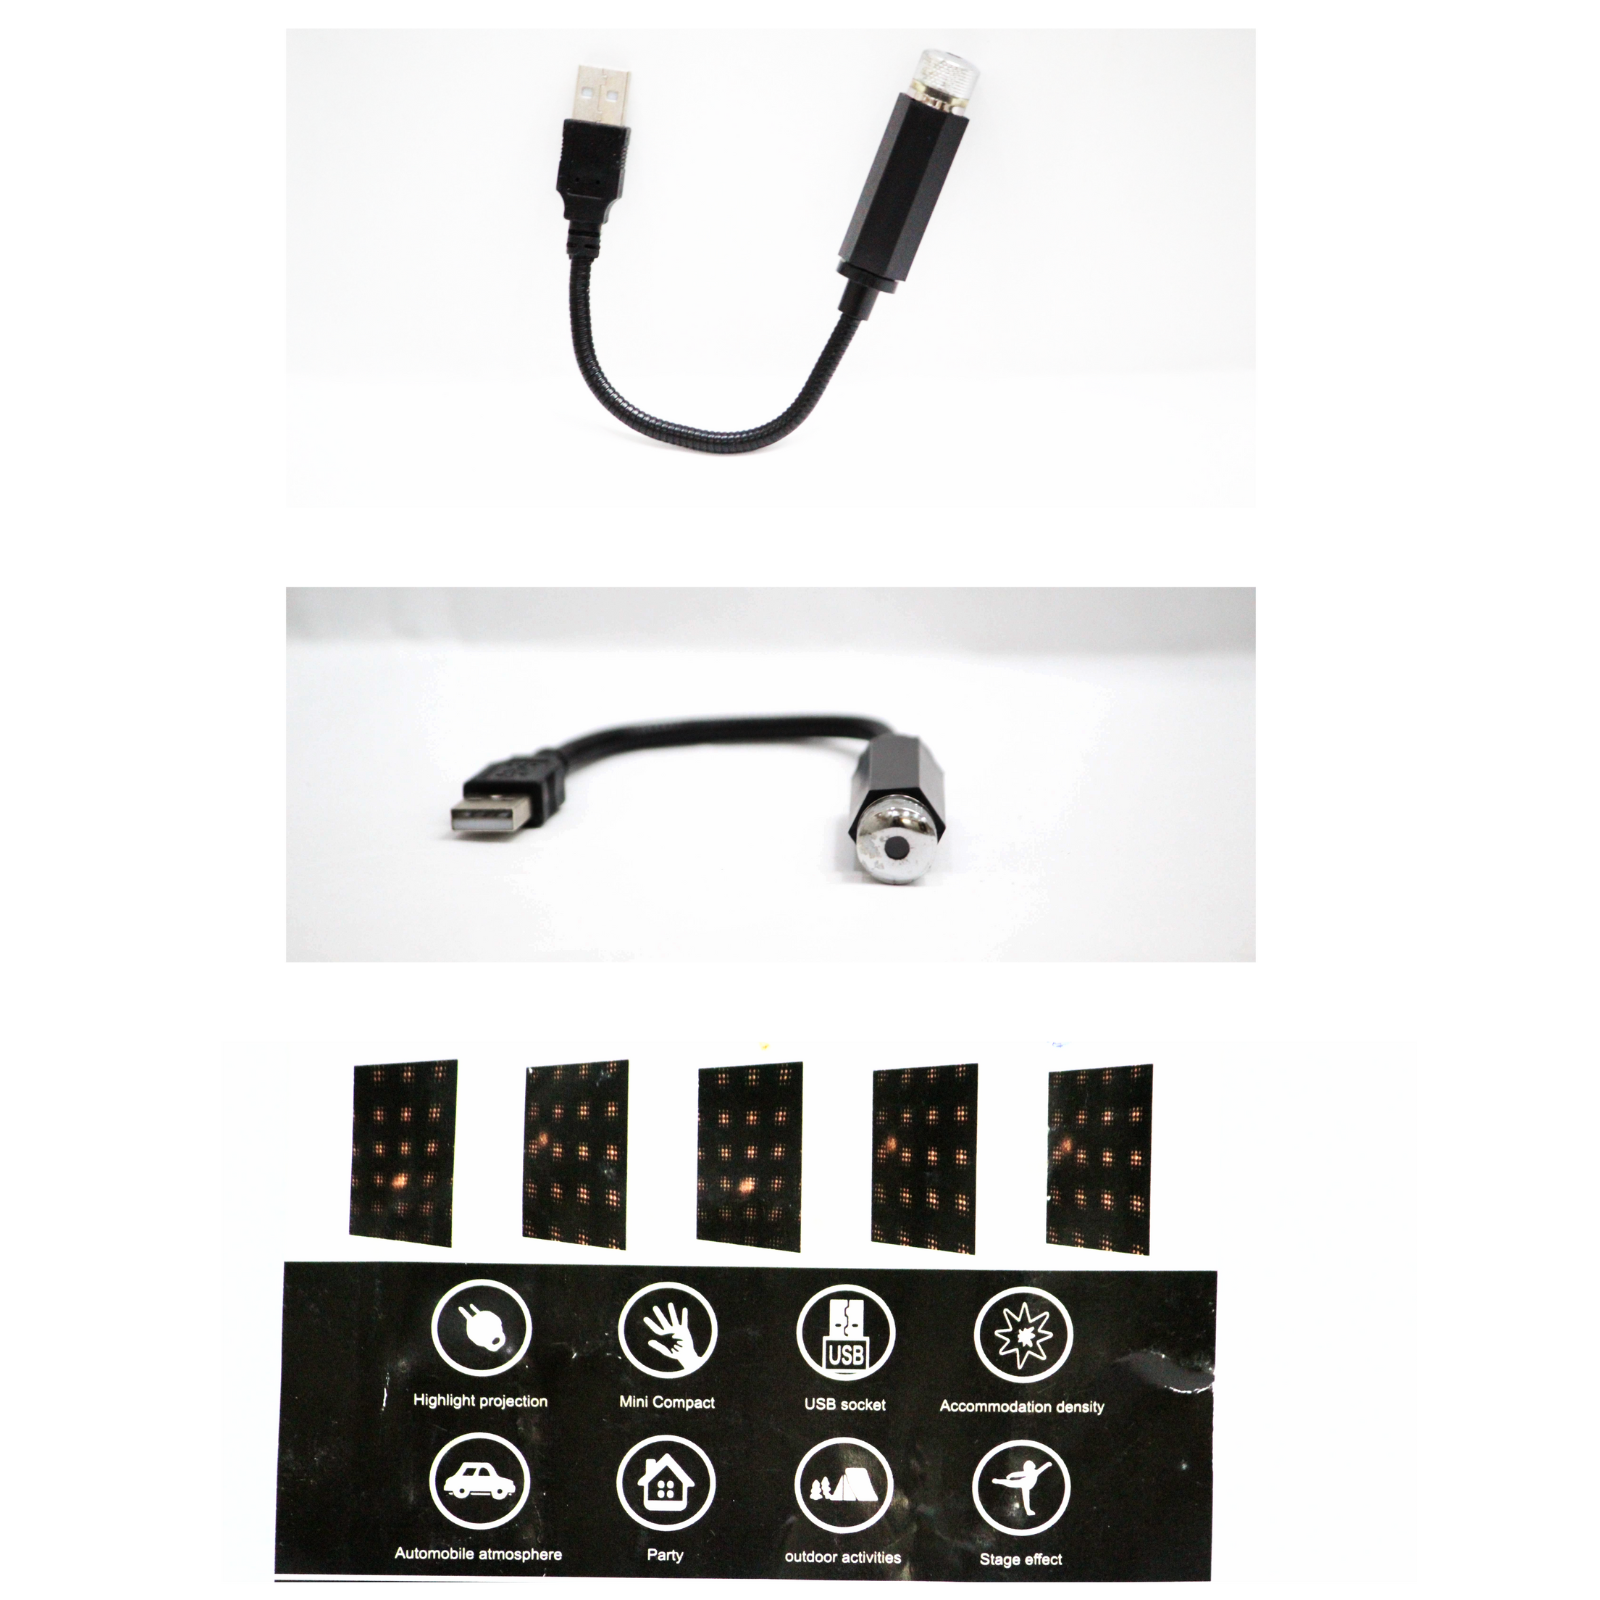 USB
Highlight projection
Mini Compact
USB socket
Accommodation density
Automobile atmosphere
Party
outdoor activities
Stage effect